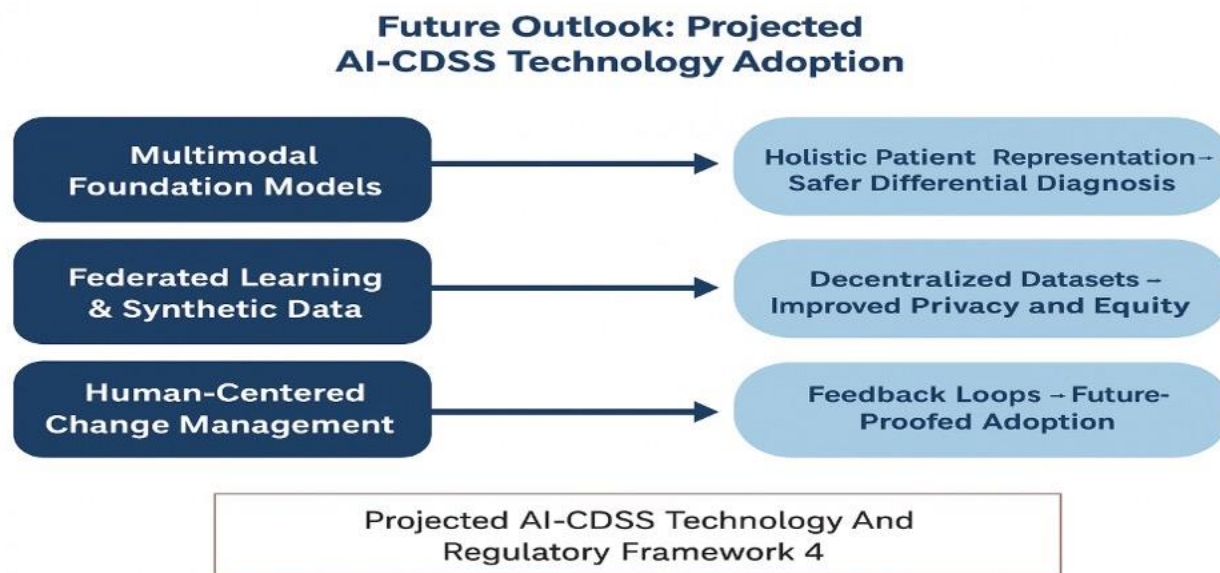 Future Outlook: Projected
AI-CDSS Technology Adoption
Multimodal
Foundation Models
Holistic Patient Representation→
Safer Differential Diagnosis
Federated Learning
& Synthetic Data
Decentralized Datasets –
Improved Privacy and Equity
Human-Centered
Change Management
Feedback Loops →Future-
Proofed Adoption
Projected AI-CDSS Technology And
Regulatory Framework 4